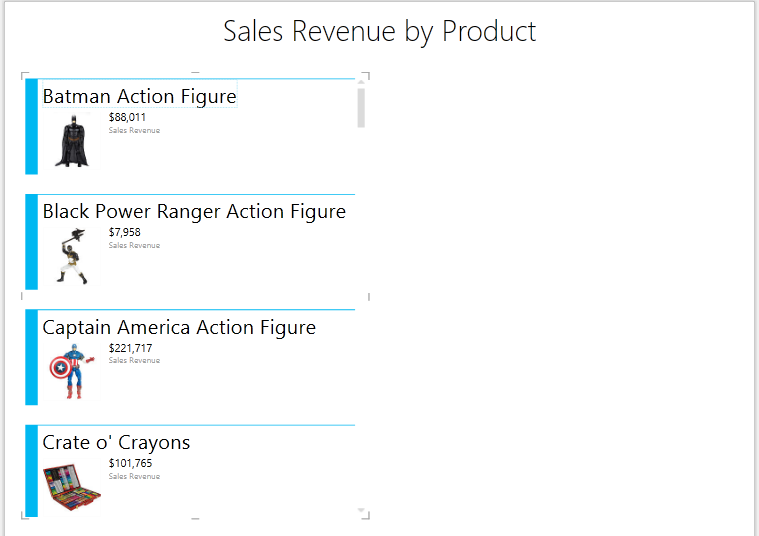 Sales Revenue by Product
Batman Action Figure
$88,011
Sales Revenue
Black Power Ranger Action Figure
$7,958
Sales Revenue
Captain America Action Figure
$221,717
Sales Revenue
Crate o' Crayons
$101,765
Sales Revenue